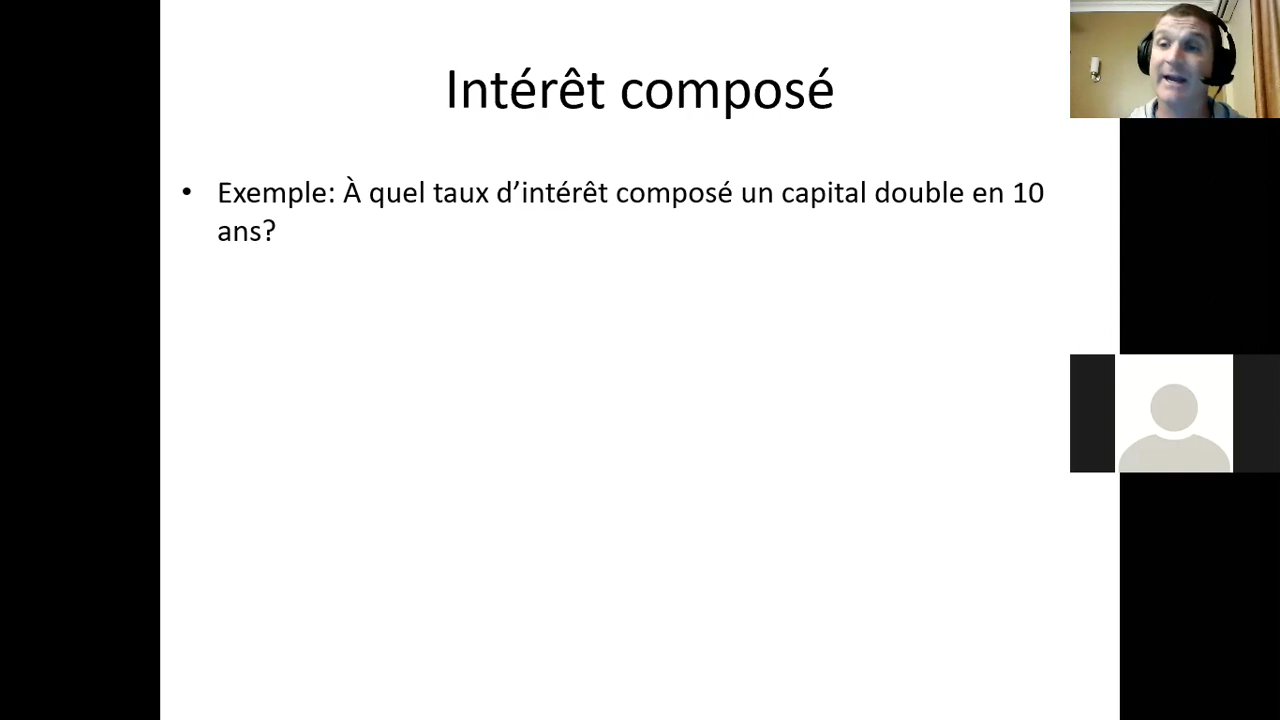 Intérêt composé
• Exemple: À quel taux d’intérêt composé un capital double en 10
ans?